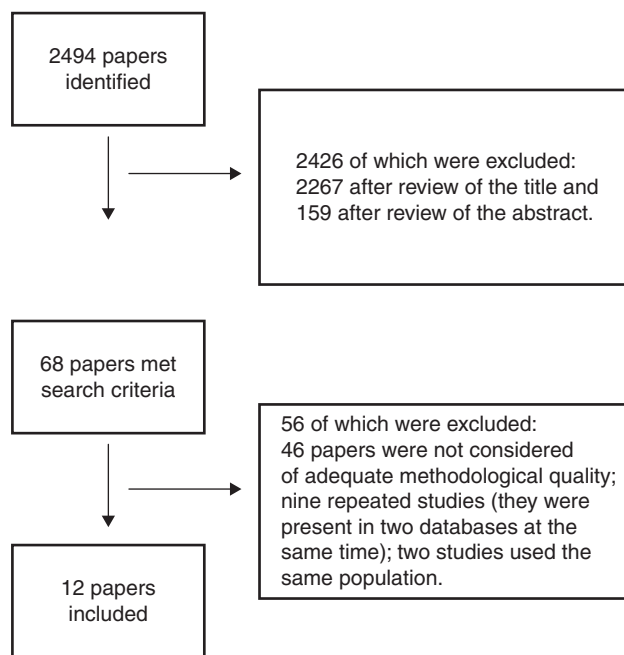 2494 papers
identified
2426 of which were excluded:
2267 after review of the title and
159 after review of the abstract.
68 papers met
search criteria
56 of which were excluded:
46 papers were not considered
of adequate methodological quality;
nine repeated studies (they were
present in two databases at the
same time); two studies used the
same population.
12 papers
included